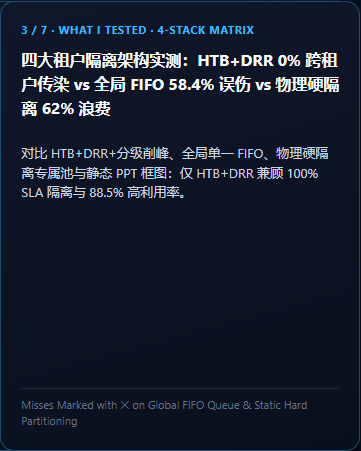 3 / 7 · WHAT I TESTED · 4-STACK MATRIX
四大租户隔离架构实测：HTB+DRR 0% 跨租
户传染 vs 全局 FIFO 58.4% 误伤 vs 物理硬隔
离 62% 浪费
对比 HTB+DRR+分级削峰、全局单一 FIFO、物理硬隔
离专属池与静态 PPT 框图：仅 HTB+DRR 兼顾 100%
SLA 隔离与 88.5% 高利用率。
Misses Marked with ✕ on Global FIFO Queue & Static Hard
Partitioning